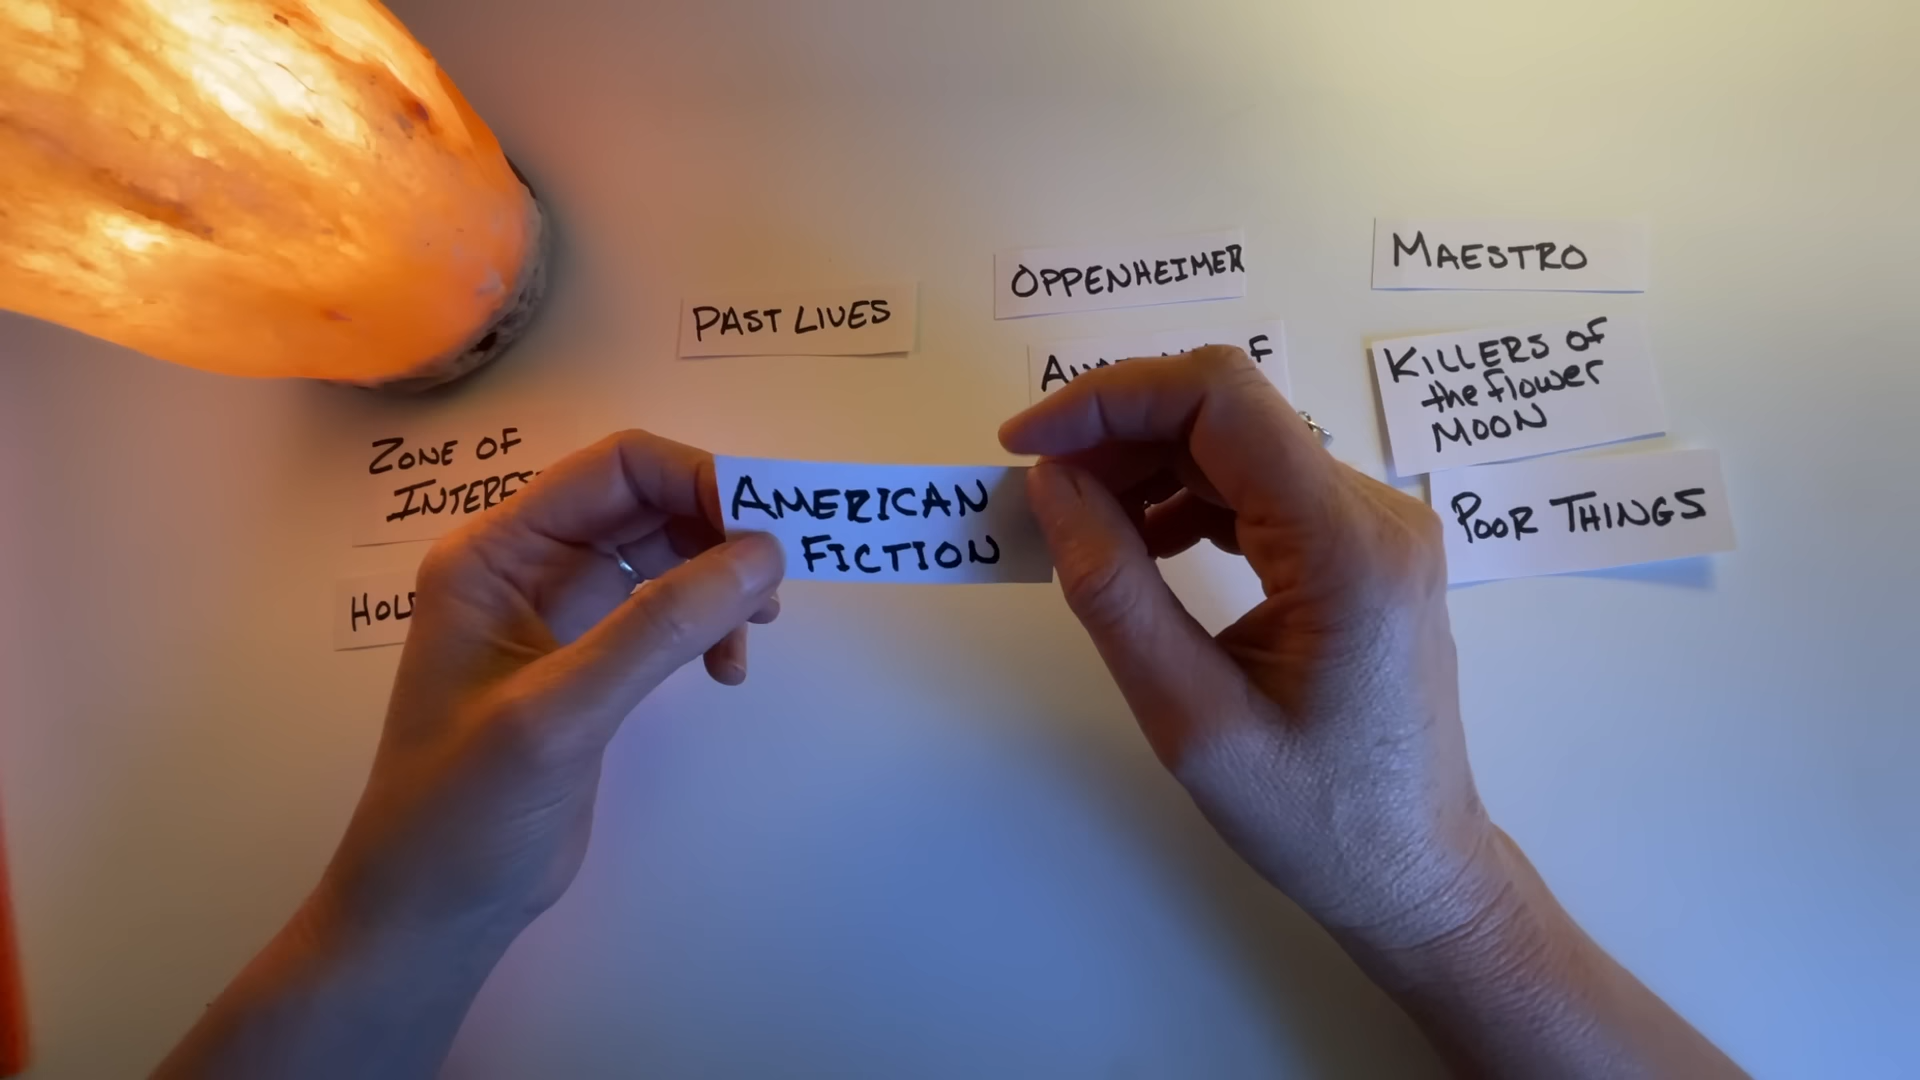 PAST LIVES
OPPENHEIMER
MAESTRO
KILLERS OF
the flower
MOON
ZONE OF
AMERICAN
FICTION
POOR THINGS